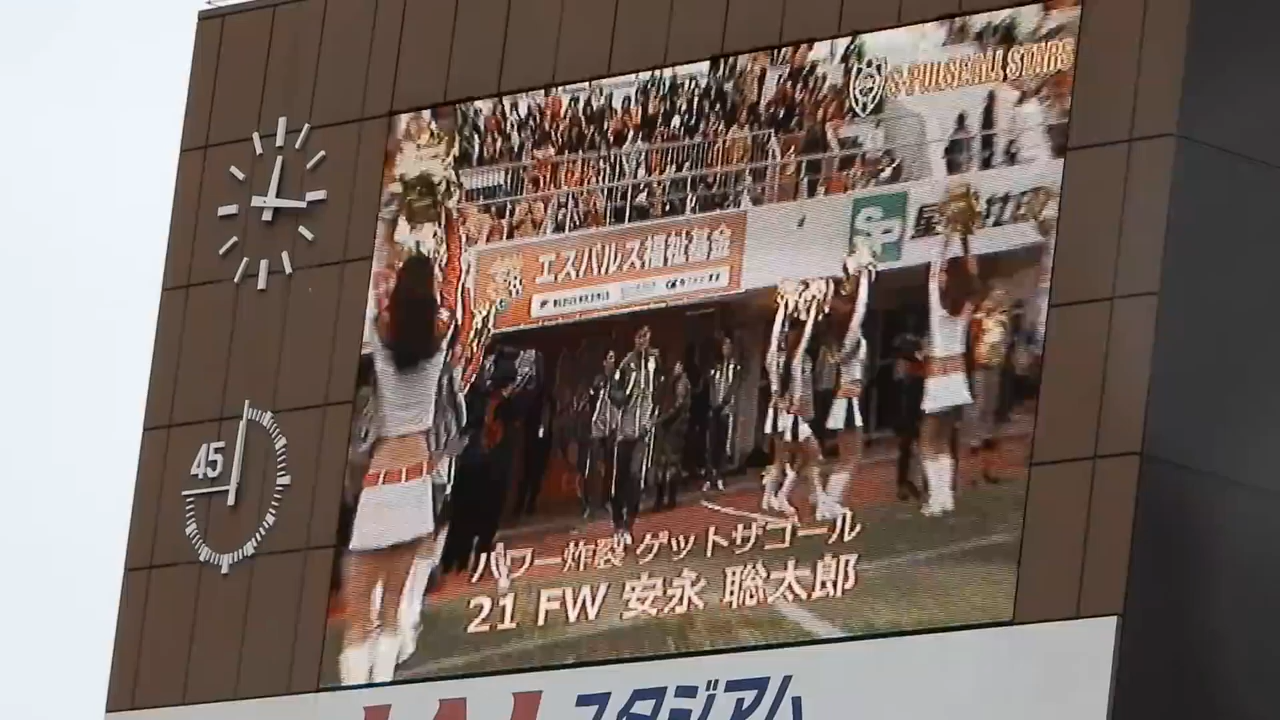 S-PULSE ALL STARS
エスパルス福祉基金
SP
45
パワー炸裂 ゲットザゴール
21 FW 安永 聡太郎
スタジアム